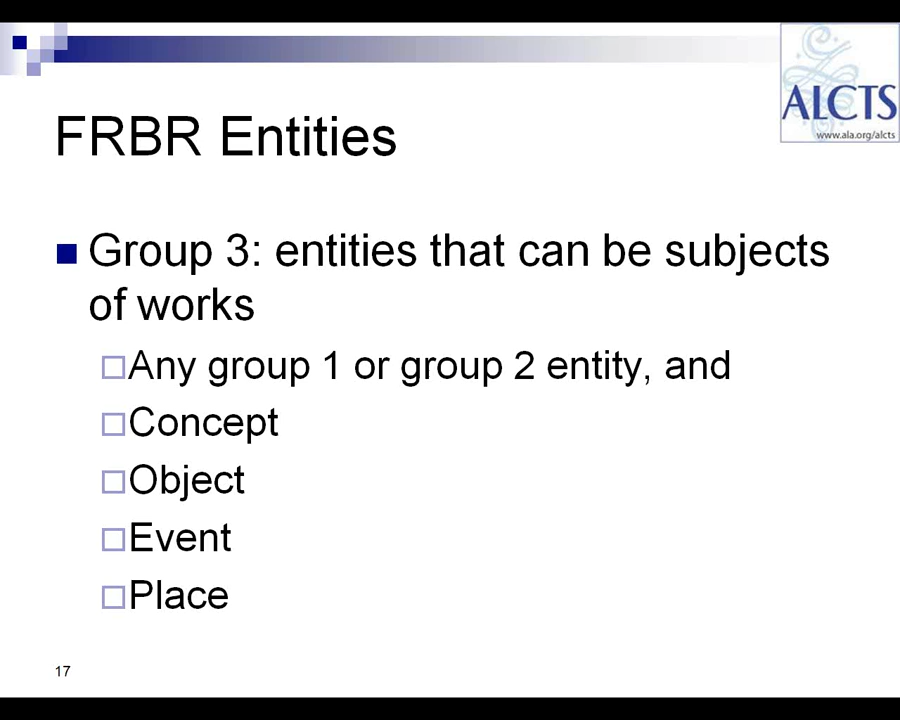 ALCTS
www.ala.org/alcts
FRBR Entities
Group 3: entities that can be subjects
of works
Any group 1 or group 2 entity, and
Concept
Object
Event
Place
17